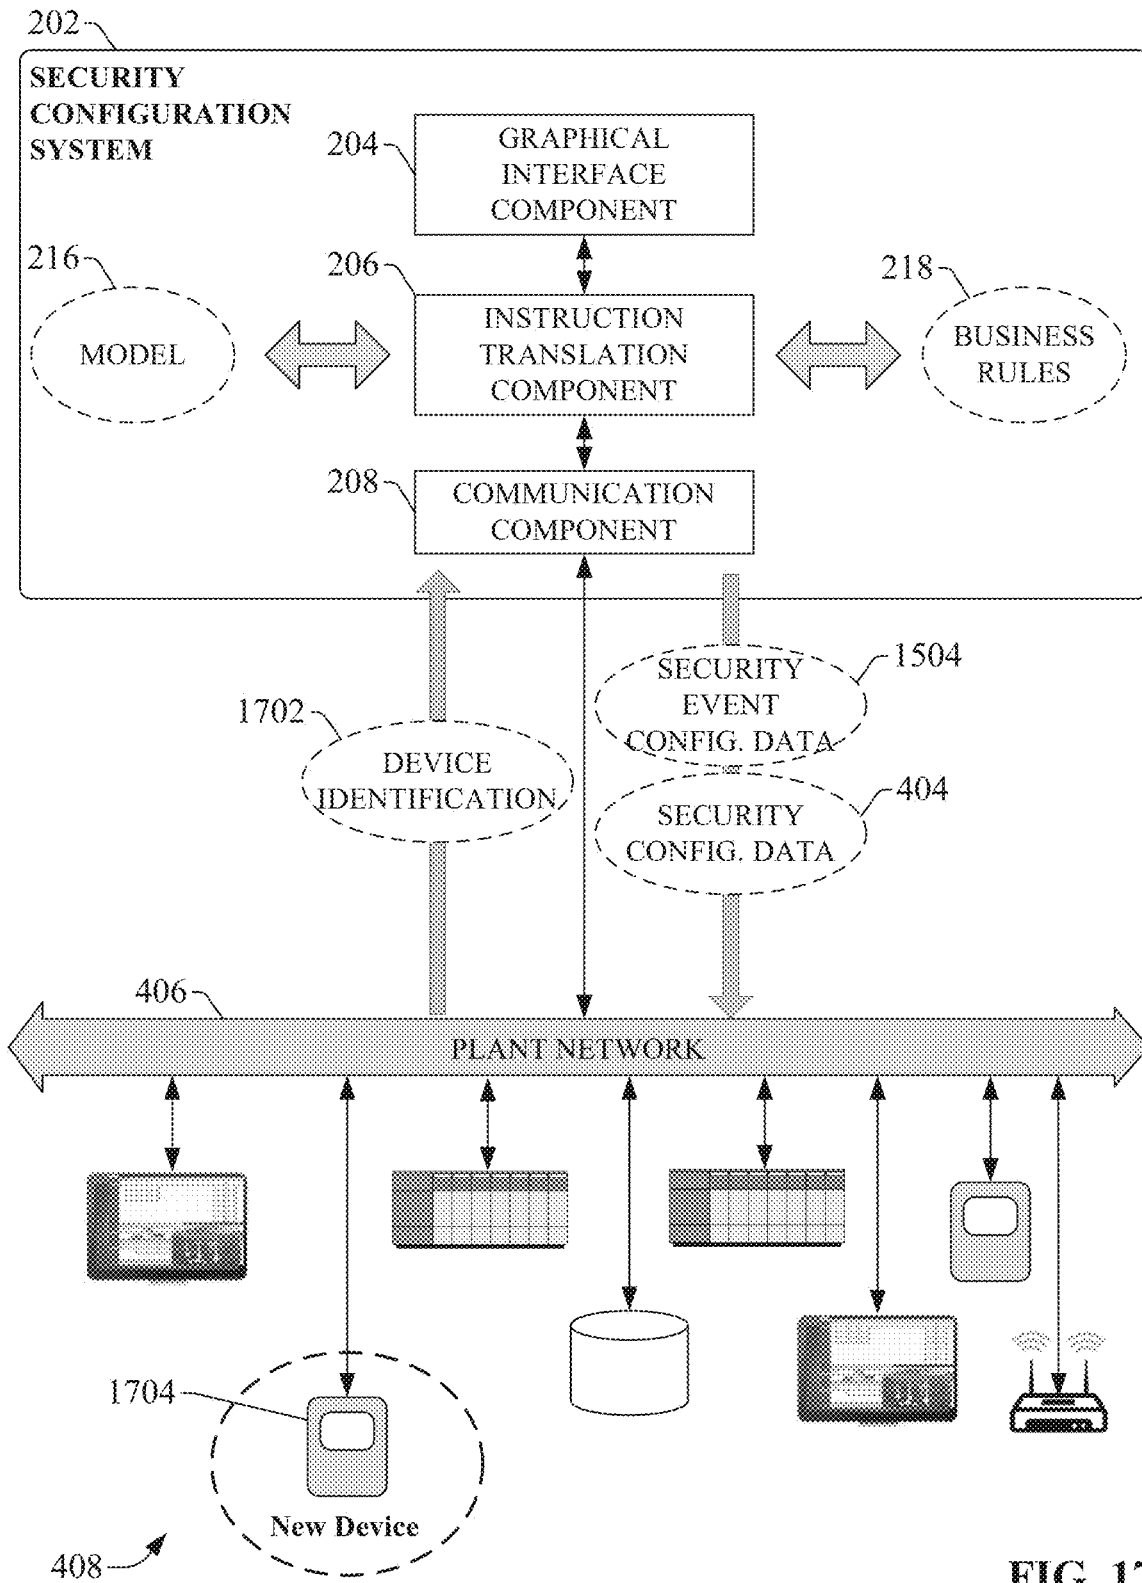 202
SECURITY
CONFIGURATION
SYSTEM
204
GRAPHICAL
INTERFACE
COMPONENT
216
MODEL
206
INSTRUCTION
TRANSLATION
COMPONENT
218
BUSINESS
RULES
208
COMMUNICATION
COMPONENT
1702
DEVICE
IDENTIFICATION
SECURITY
EVENT
CONFIG. DATA
1504
SECURITY
CONFIG. DATA
404
406
PLANT NETWORK
1704
New Device
408
FIG. 17